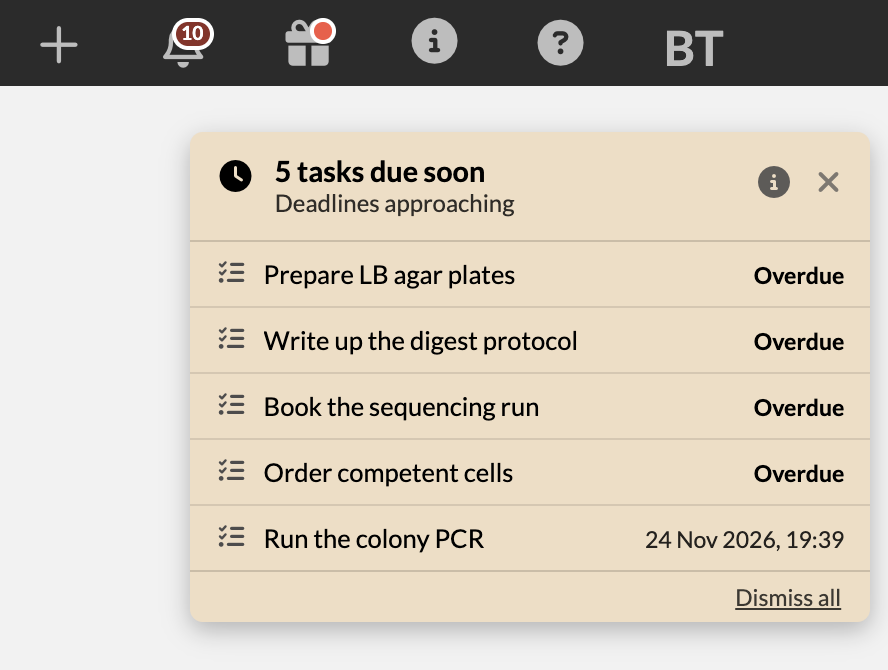 10
BT
5 tasks due soon
Deadlines approaching
Prepare LB agar plates Overdue
Write up the digest protocol Overdue
Book the sequencing run Overdue
Order competent cells Overdue
Run the colony PCR 24 Nov 2026, 19:39
Dismiss all